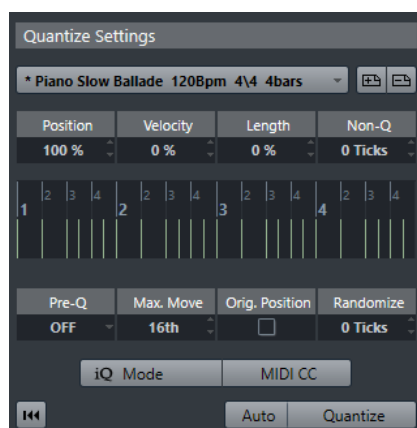 Quantize Settings
* Piano Slow Ballade 120Bpm 4\4 4bars
Position Velocity Length Non-Q
100 % 0 % 0 % 0 Ticks
1 2 3 4 2 2 3 4 3 2 3 4 4 2 3 4
Pre-Q Max. Move Orig. Position Randomize
OFF 16th 0 Ticks
iQ Mode MIDI CC
Auto Quantize